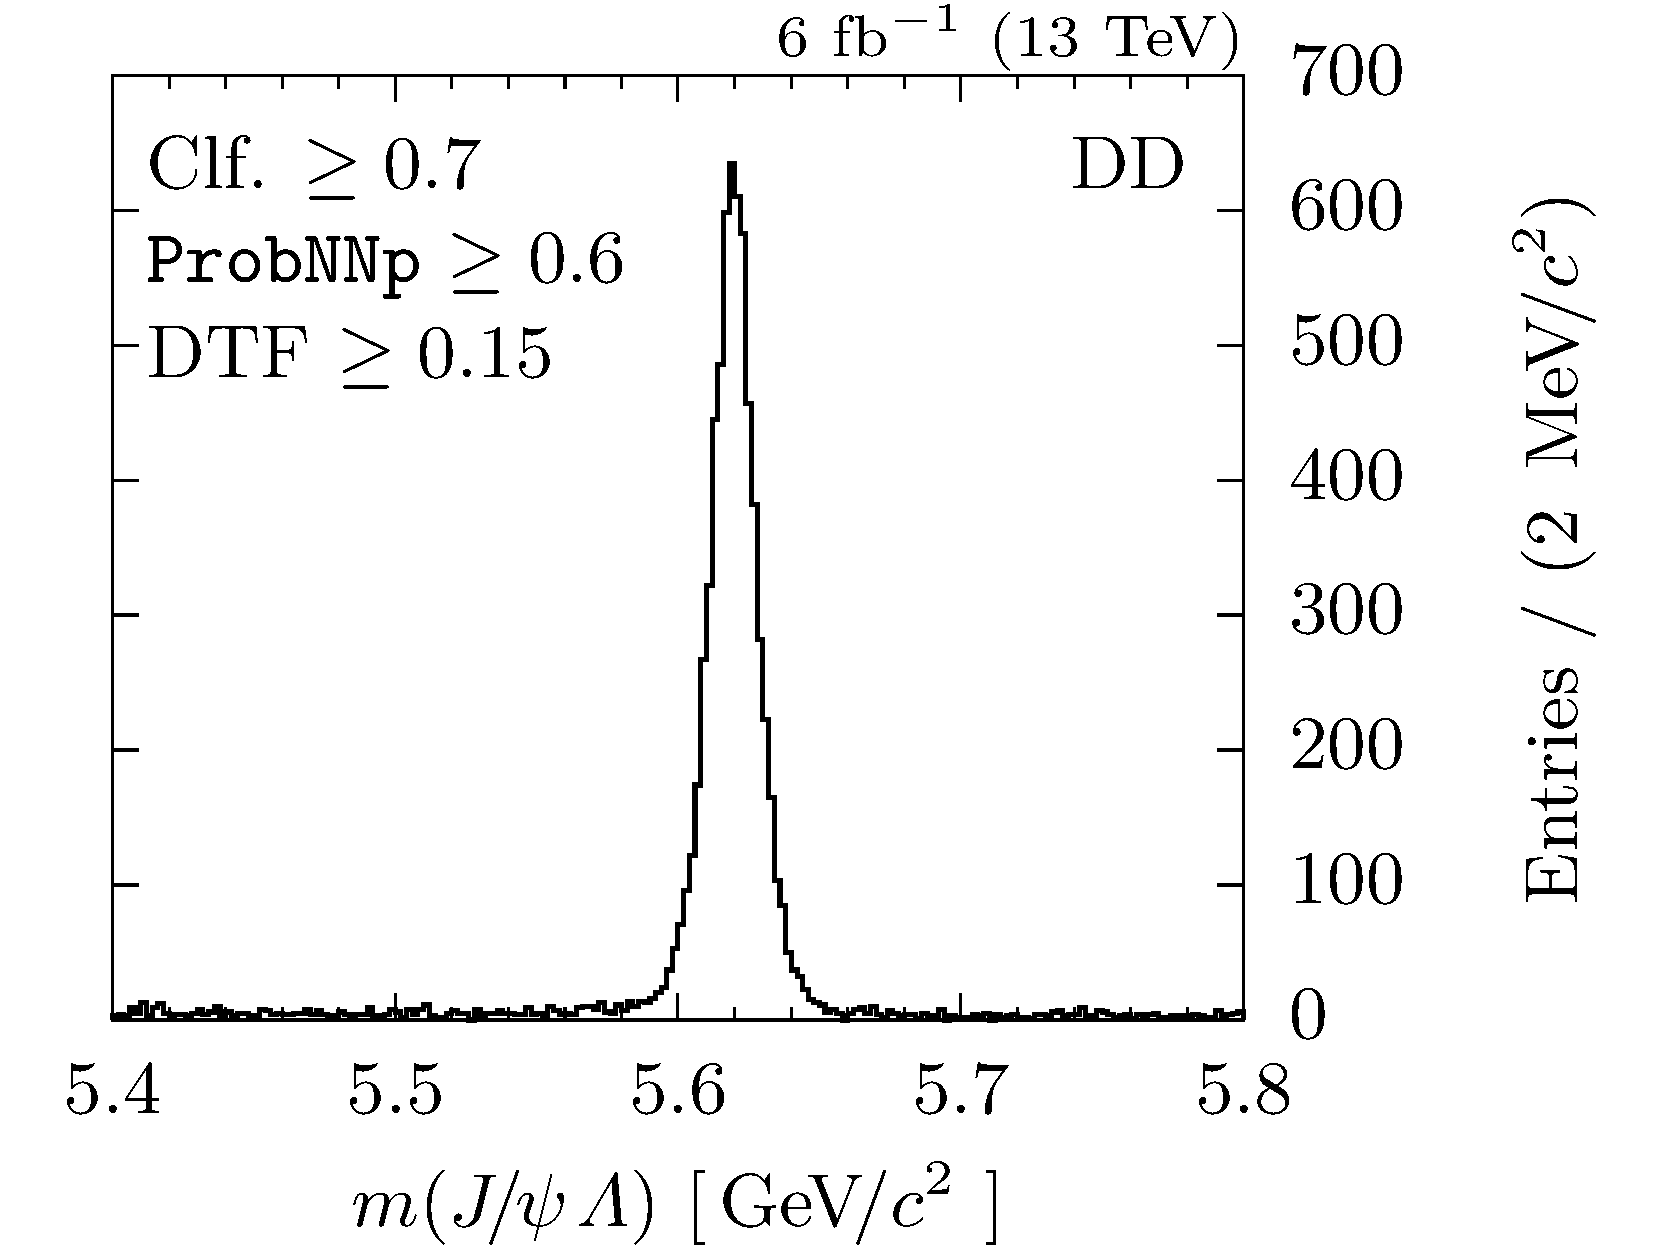 6 fb⁻¹ (13 TeV)
Clf. ≥ 0.7
DD
ProbNNp ≥ 0.6
DTF ≥ 0.15
700
600
500
400
300
200
100
0
Entries / (2 MeV/c²)
5.4 5.5 5.6 5.7 5.8
m(J/ψ Λ) [ GeV/c² ]